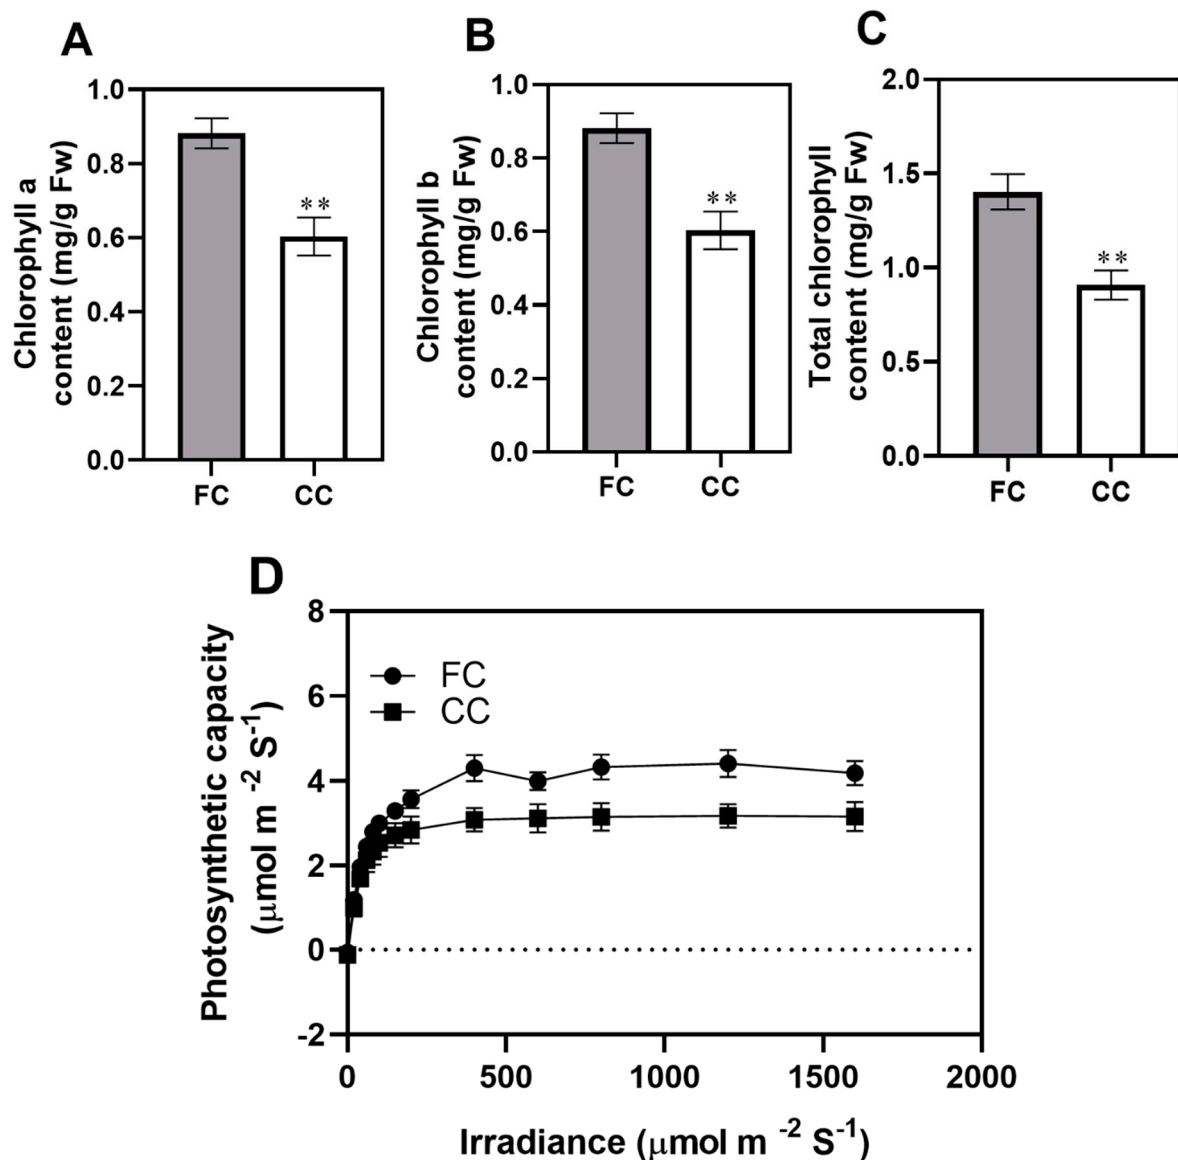 A
Chlorophyll a
content (mg/g Fw)
1.0
0.8
0.6
0.4
0.2
0.0
**
FC CC
B
Chlorophyll b
content (mg/g Fw)
1.0
0.8
0.6
0.4
0.2
0.0
**
FC CC
C
Total chlorophyll
content (mg/g Fw)
2.0
1.5
1.0
0.5
0.0
**
FC CC
D
Photosynthetic capacity
(μmol m -2 S-1)
8
6
4
2
0
-2
FC
CC
0 500 1000 1500 2000
Irradiance (μmol m -2 S-1)